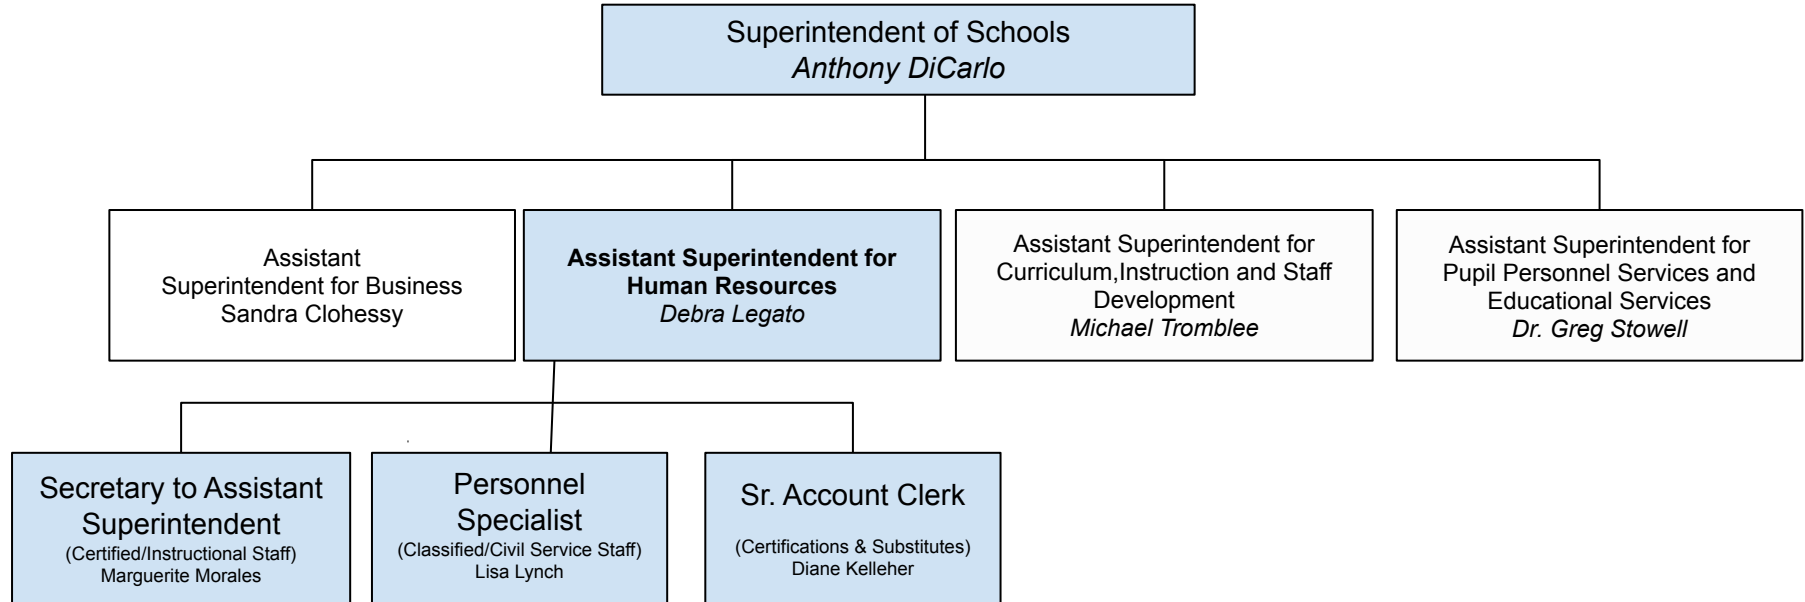 Superintendent of Schools
Anthony DiCarlo
Assistant
Superintendent for Business
Sandra Clohessy
Assistant Superintendent for
Human Resources
Debra Legato
Assistant Superintendent for
Curriculum,Instruction and Staff
Development
Michael Tromblee
Assistant Superintendent for
Pupil Personnel Services and
Educational Services
Dr. Greg Stowell
Secretary to Assistant
Superintendent
(Certified/Instructional Staff)
Marguerite Morales
Personnel
Specialist
(Classified/Civil Service Staff)
Lisa Lynch
Sr. Account Clerk
(Certifications & Substitutes)
Diane Kelleher